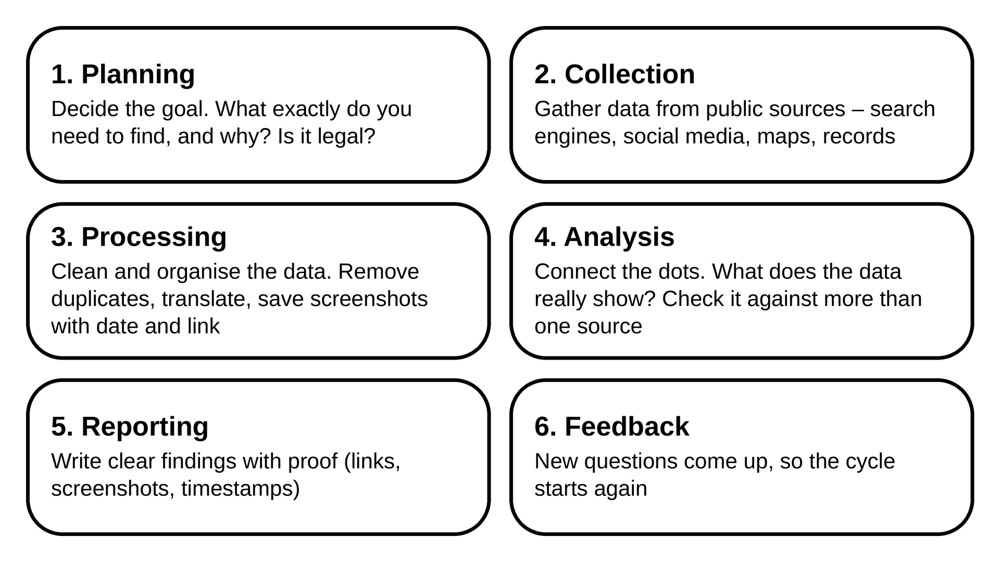 1. Planning
Decide the goal. What exactly do you
need to find, and why? Is it legal?
2. Collection
Gather data from public sources – search
engines, social media, maps, records
3. Processing
Clean and organise the data. Remove
duplicates, translate, save screenshots
with date and link
4. Analysis
Connect the dots. What does the data
really show? Check it against more than
one source
5. Reporting
Write clear findings with proof (links,
screenshots, timestamps)
6. Feedback
New questions come up, so the cycle
starts again